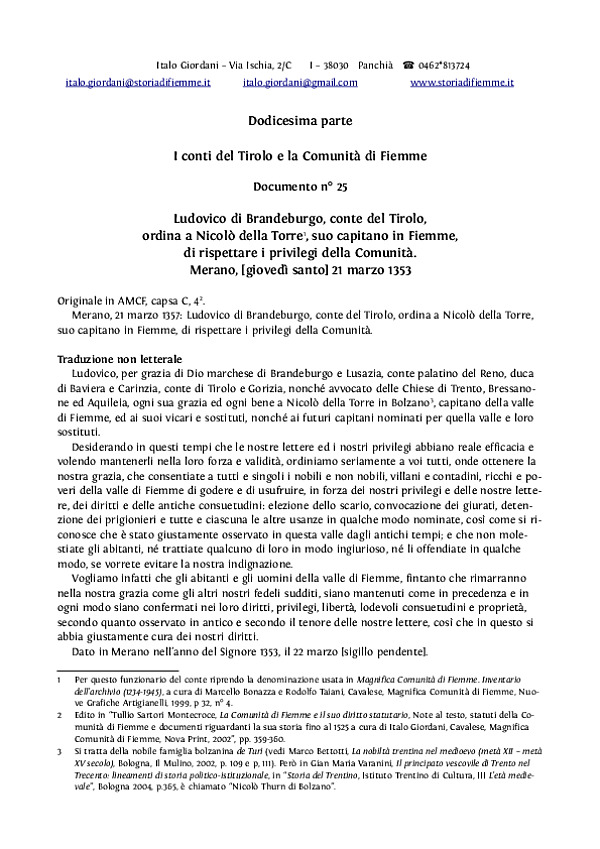 Italo Giordani – Via Ischia, 2/C I – 38030 Panchià ☎ 0462*813724
italo.giordani@storiadifiemme.it italo.giordani@gmail.com www.storiadifiemme.it
Dodicesima parte
I conti del Tirolo e la Comunità di Fiemme
Documento n° 25
Ludovico di Brandeburgo, conte del Tirolo,
ordina a Nicolò della Torre1, suo capitano in Fiemme,
di rispettare i privilegi della Comunità.
Merano, [giovedì santo] 21 marzo 1353
Originale in AMCF, capsa C, 42.
Merano, 21 marzo 1357: Ludovico di Brandeburgo, conte del Tirolo, ordina a Nicolò della Torre,
suo capitano in Fiemme, di rispettare i privilegi della Comunità.
Traduzione non letterale
Ludovico, per grazia di Dio marchese di Brandeburgo e Lusazia, conte palatino del Reno, duca
di Baviera e Carinzia, conte di Tirolo e Gorizia, nonché avvocato delle Chiese di Trento, Bressano-
ne ed Aquileia, ogni sua grazia ed ogni bene a Nicolò della Torre in Bolzano3, capitano della valle
di Fiemme, ed ai suoi vicari e sostituti, nonché ai futuri capitani nominati per quella valle e loro
sostituti.
Desiderando in questi tempi che le nostre lettere ed i nostri privilegi abbiano reale efficacia e
volendo mantenerli nella loro forza e validità, ordiniamo seriamente a voi tutti, onde ottenere la
nostra grazia, che consentiate a tutti e singoli i nobili e non nobili, villani e contadini, ricchi e po-
veri della valle di Fiemme di godere e di usufruire, in forza dei nostri privilegi e delle nostre lette-
re, dei diritti e delle antiche consuetudini: elezione dello scario, convocazione dei giurati, deten-
zione dei prigionieri e tutte e ciascuna le altre usanze in qualche modo nominate, così come si ri-
conosce che è stato giustamente osservato in questa valle dagli antichi tempi; e che non mole-
stiate gli abitanti, né trattiate qualcuno di loro in modo ingiurioso, né li offendiate in qualche
modo, se vorrete evitare la nostra indignazione.
Vogliamo infatti che gli abitanti e gli uomini della valle di Fiemme, fintanto che rimarranno
nella nostra grazia come gli altri nostri fedeli sudditi, siano mantenuti come in precedenza e in
ogni modo siano confermati nei loro diritti, privilegi, libertà, lodevoli consuetudini e proprietà,
secondo quanto osservato in antico e secondo il tenore delle nostre lettere, così che in questo si
abbia giustamente cura dei nostri diritti.
Dato in Merano nell'anno del Signore 1353, il 22 marzo [sigillo pendente].
1 Per questo funzionario del conte riprendo la denominazione usata in Magnifica Comunità di Fiemme. Inventario
dell'archivio (1234-1945), a cura di Marcello Bonazza e Rodolfo Taiani, Cavalese, Magnifica Comunità di Fiemme, Nuo-
ve Grafiche Artigianelli, 1999, p 32, n° 4.
2 Edito in "Tullio Sartori Montecroce, La Comunità di Fiemme e il suo diritto statutario, Note al testo, statuti della Co-
munità di Fiemme e documenti riguardanti la sua storia fino al 1525 a cura di Italo Giordani, Cavalese, Magnifica
Comunità di Fiemme, Nova Print, 2002", pp. 359-360.
3 Si tratta della nobile famiglia bolzanina de Turi (vedi Marco Bettotti, La nobiltà trentina nel medioevo (metà XII – metà
XV secolo), Bologna, Il Mulino, 2002, p. 109 e p, 111). Però in Gian Maria Varanini, Il principato vescovile di Trento nel
Trecento: lineamenti di storia politico-istituzionale, in "Storia del Trentino, Istituto Trentino di Cultura, III L'età medie-
vale", Bologna 2004, p.365, è chiamato "Nicolò Thurn di Bolzano".